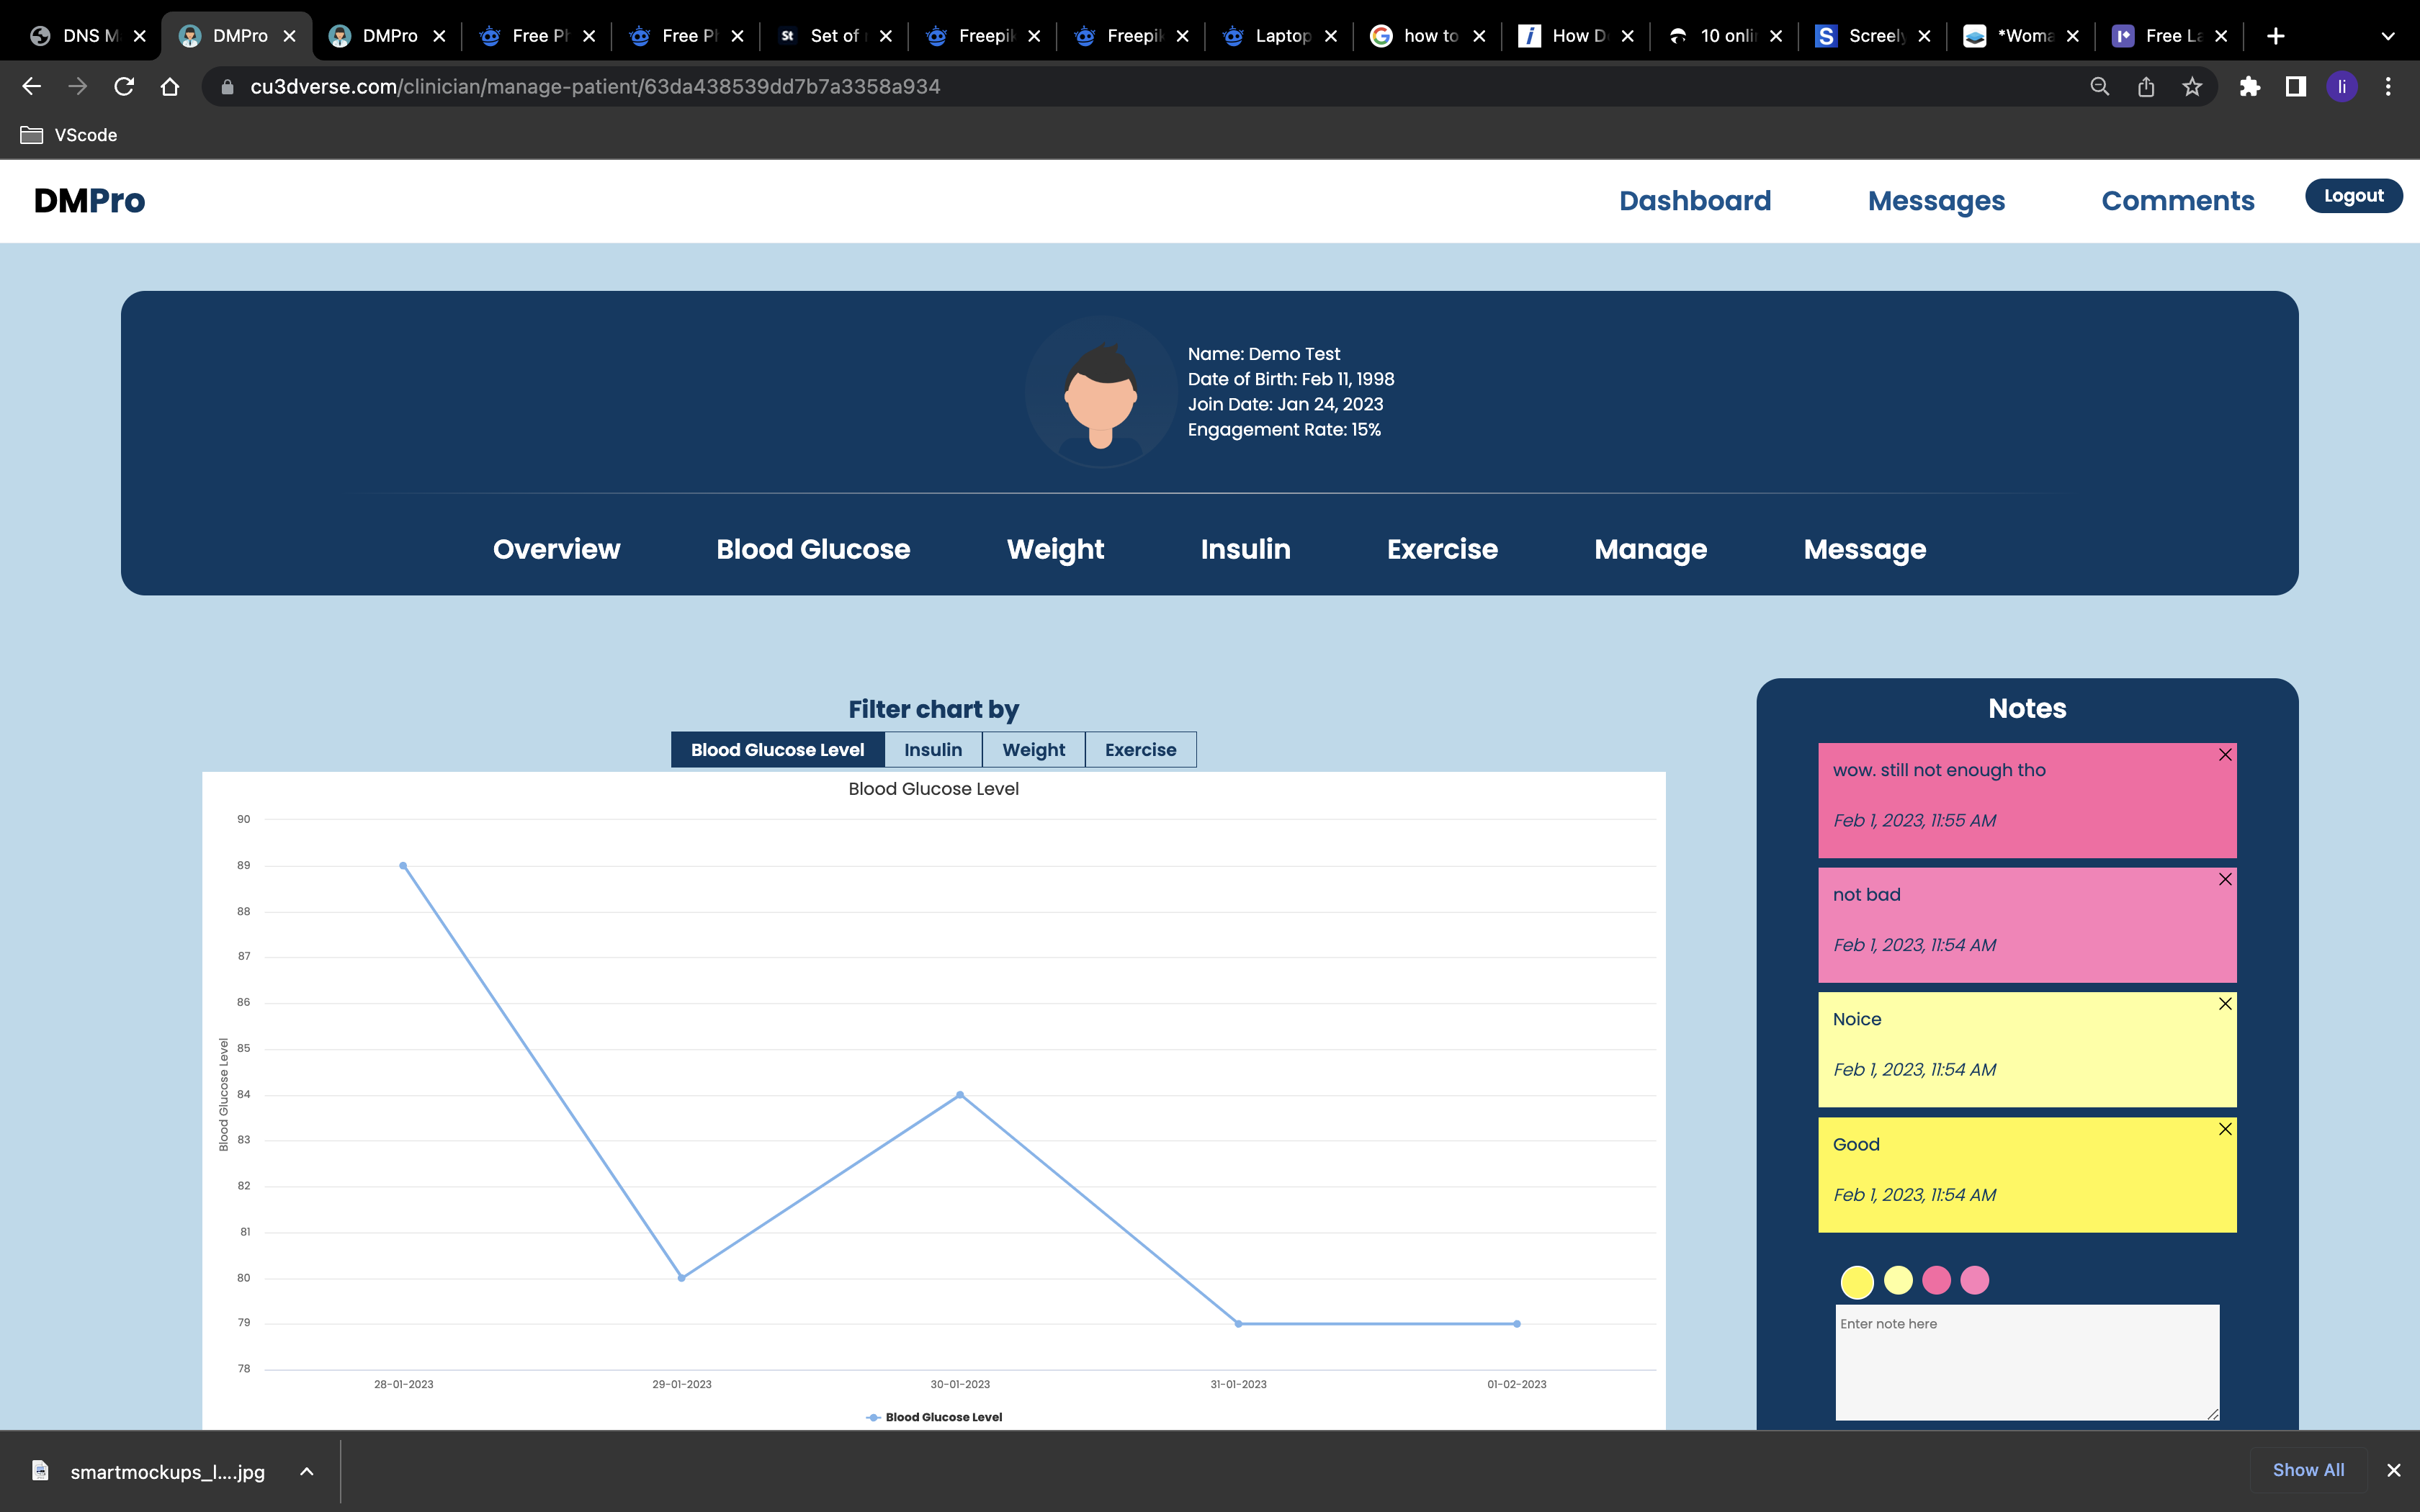 DNS M DMPro DMPro Free Ph Free Ph St Set of Freepik Freepik Laptop how to How D 10 onli Screely *Woma Free La
cu3dverse.com/clinician/manage-patient/63da438539dd7b7a3358a934 li
VScode
DMPro Dashboard Messages Comments Logout
Name: Demo Test
Date of Birth: Feb 11, 1998
Join Date: Jan 24, 2023
Engagement Rate: 15%
Overview Blood Glucose Weight Insulin Exercise Manage Message
Filter chart by
Blood Glucose Level Insulin Weight Exercise
Blood Glucose Level
90
89
88
87
86
85
84
83
82
81
80
79
78
Blood Glucose Level
28-01-2023 29-01-2023 30-01-2023 31-01-2023 01-02-2023
Blood Glucose Level
Notes
wow. still not enough tho
Feb 1, 2023, 11:55 AM
not bad
Feb 1, 2023, 11:54 AM
Noice
Feb 1, 2023, 11:54 AM
Good
Feb 1, 2023, 11:54 AM
Enter note here
smartmockups_l....jpg Show All